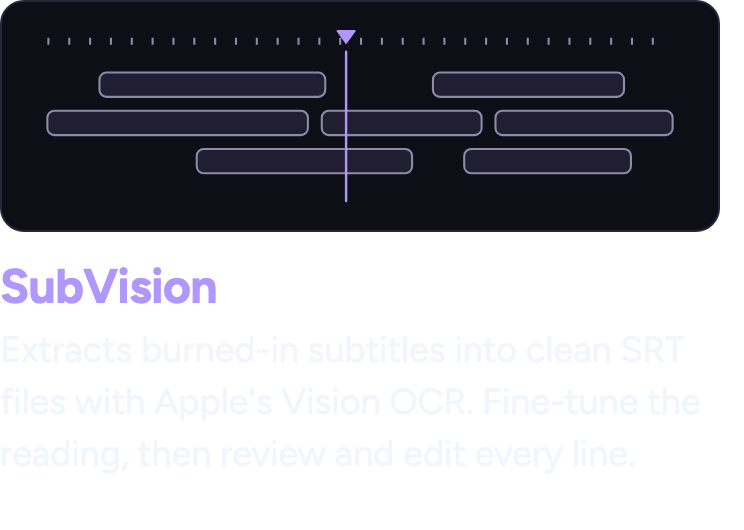 SubVision
Extracts burned-in subtitles into clean SRT
files with Apple's Vision OCR. Fine-tune the
reading, then review and edit every line.